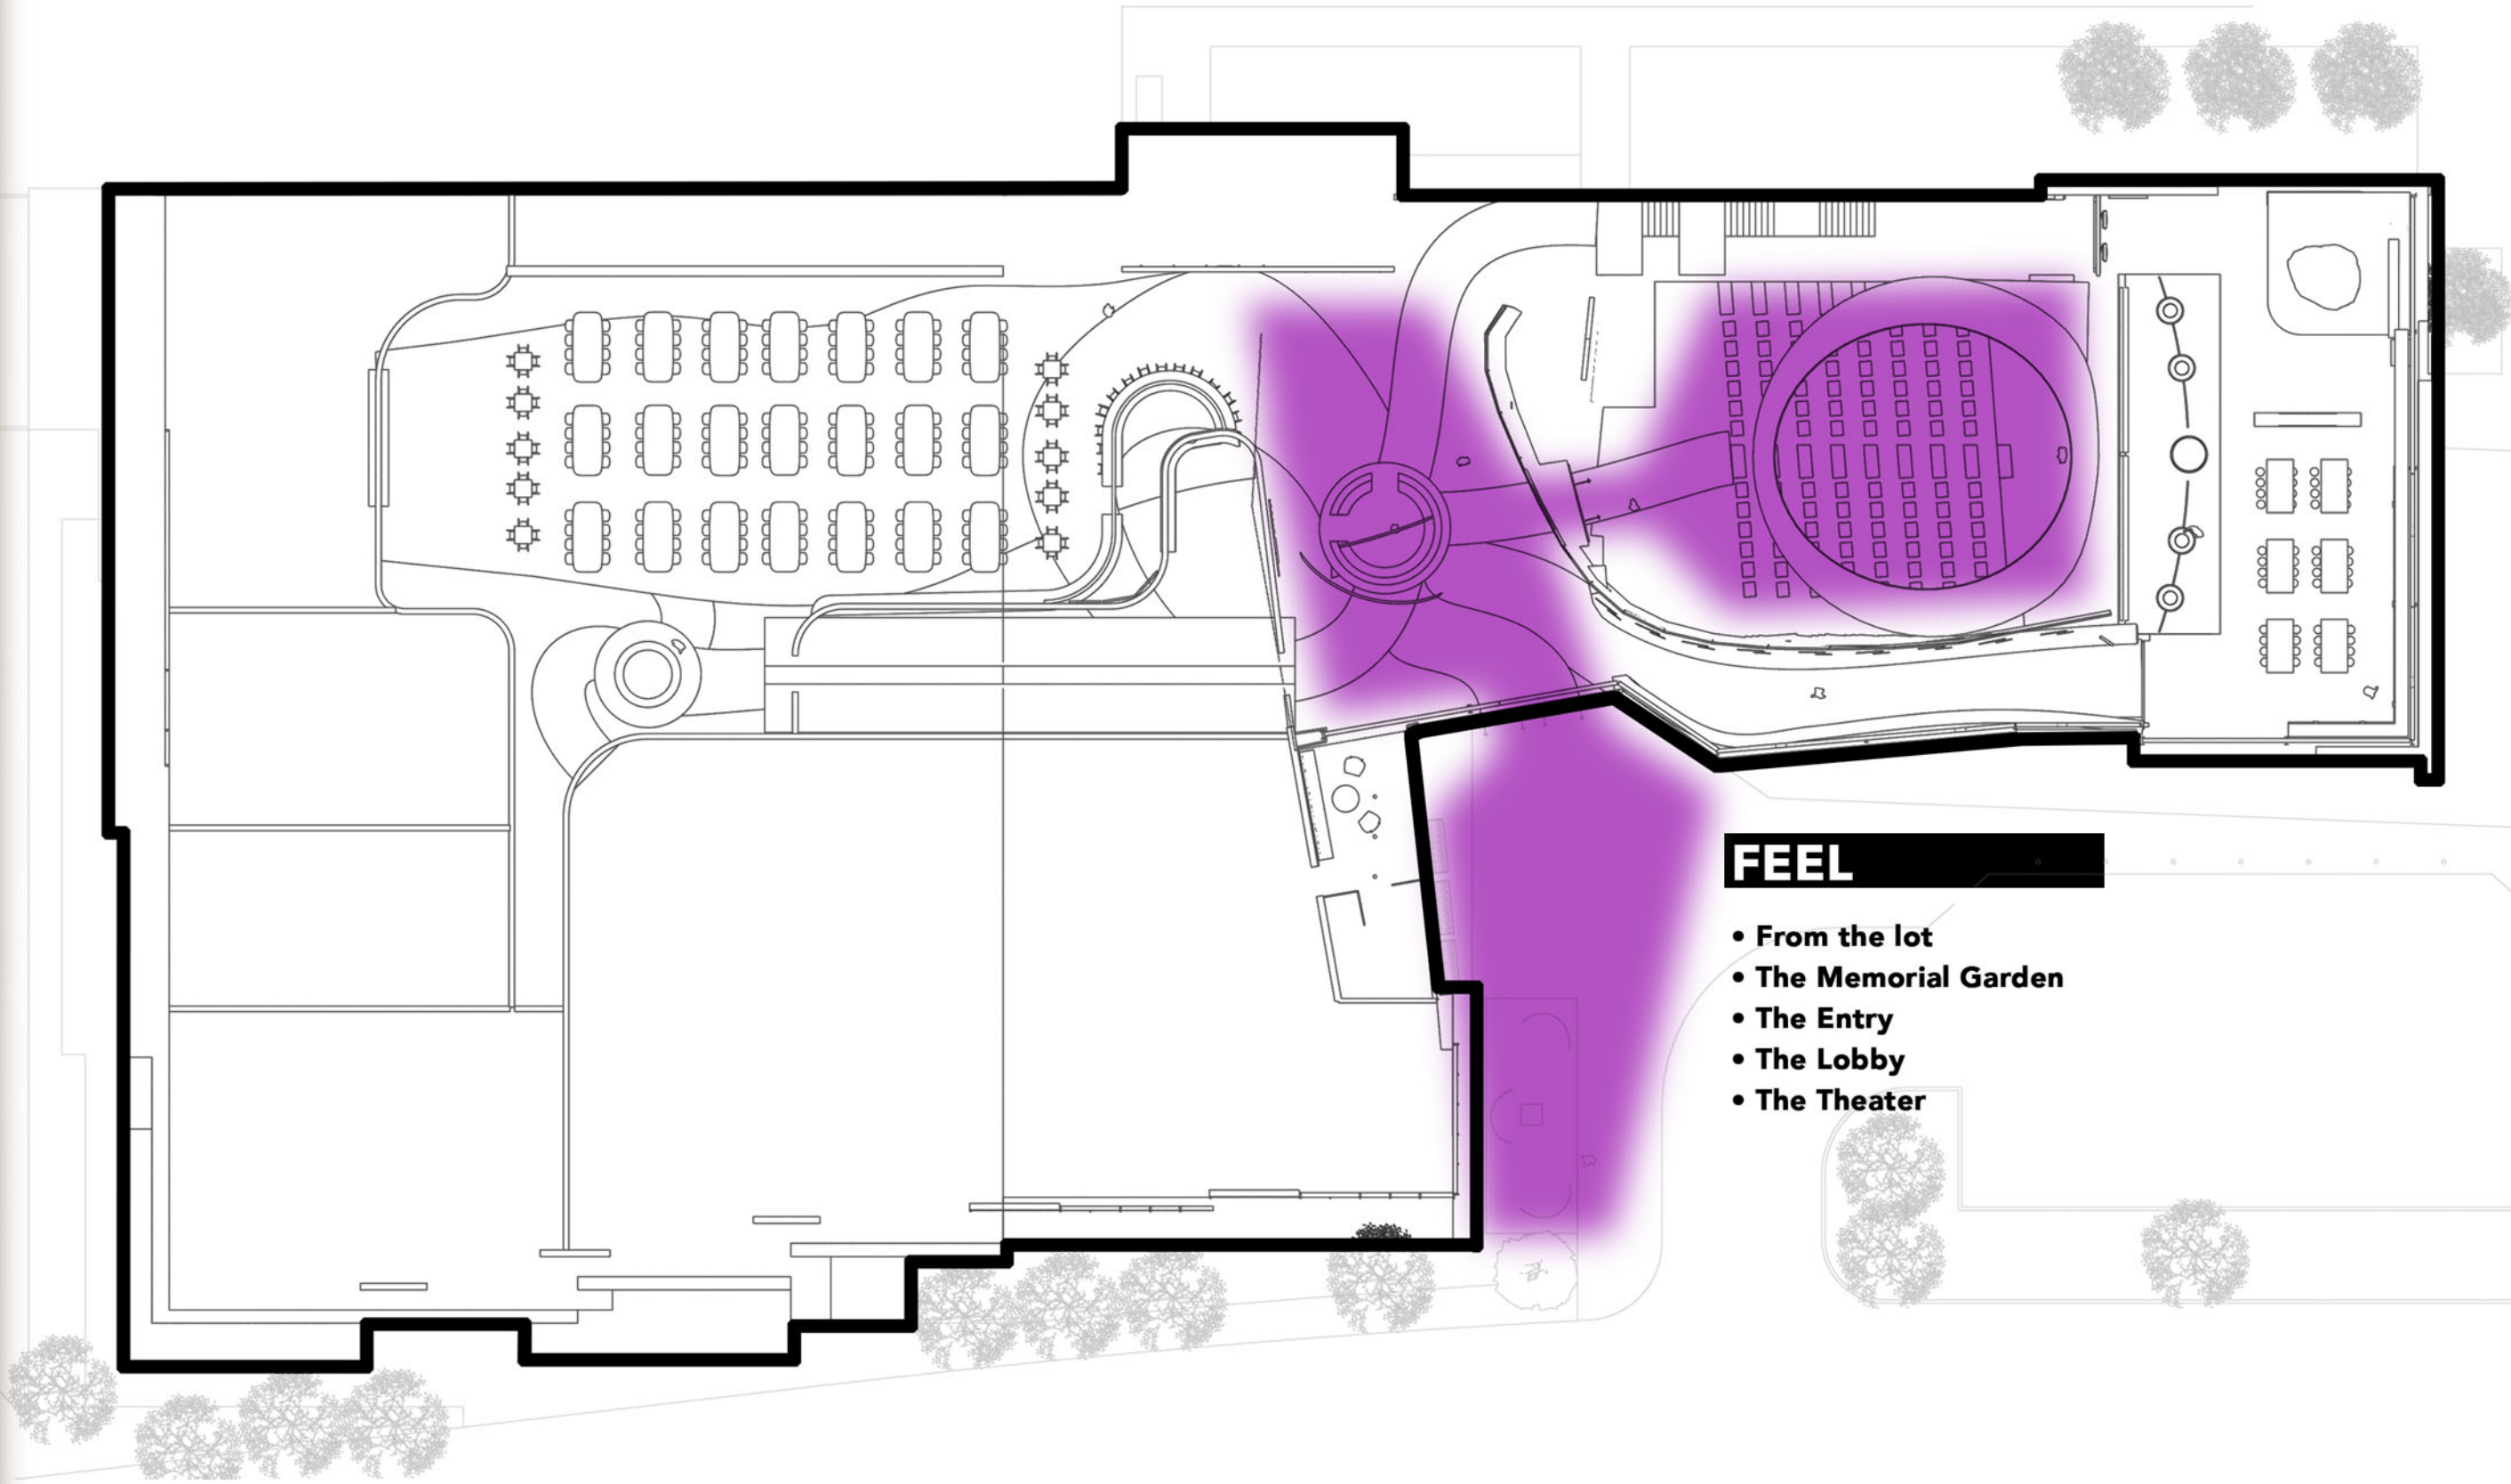 FEEL
• From the lot
• The Memorial Garden
• The Entry
• The Lobby
• The Theater